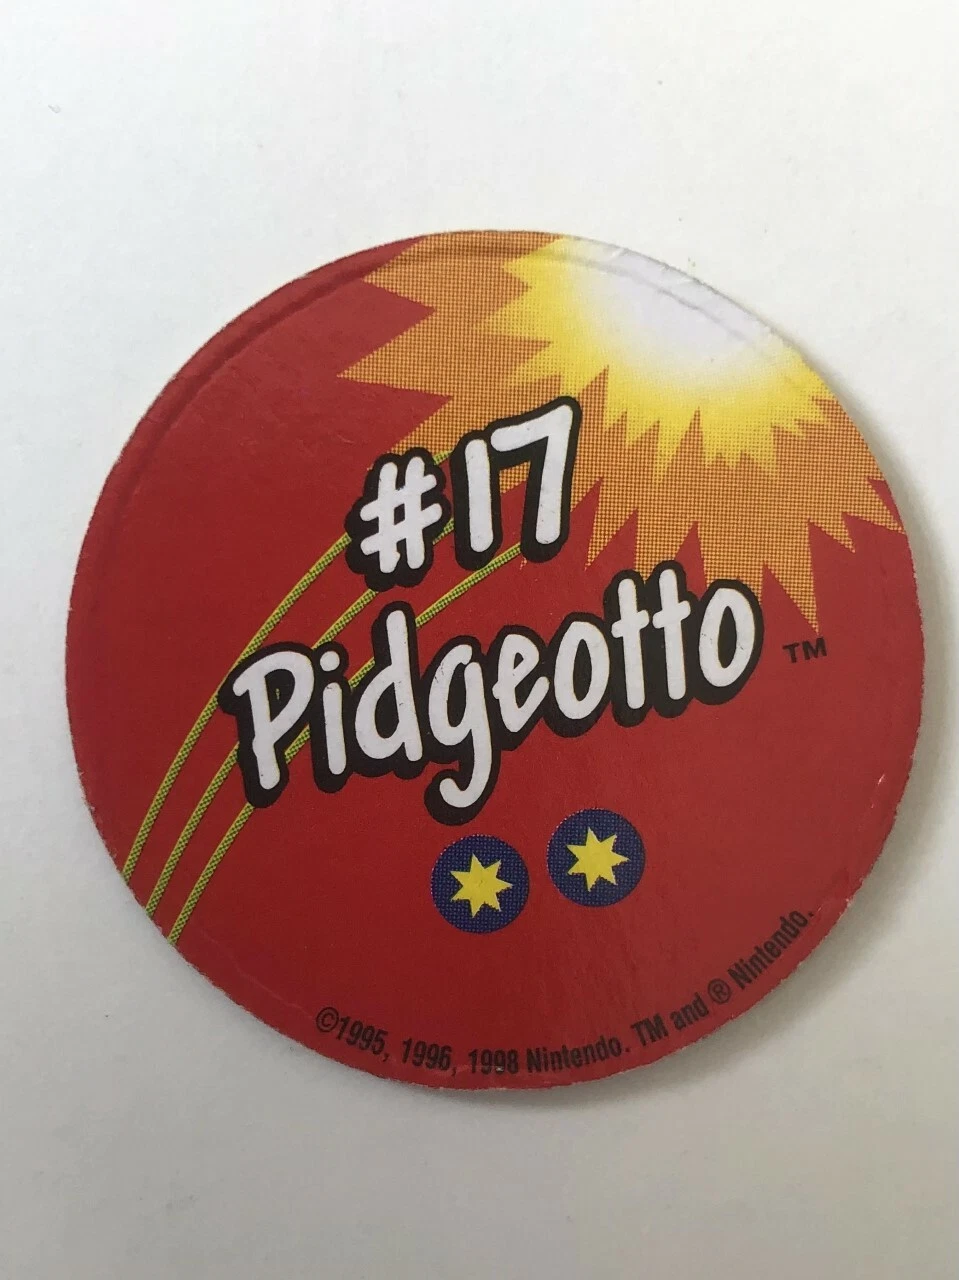 #17
Pidgeotto ™
©1995, 1996, 1998 Nintendo. TM and ® Nintendo.